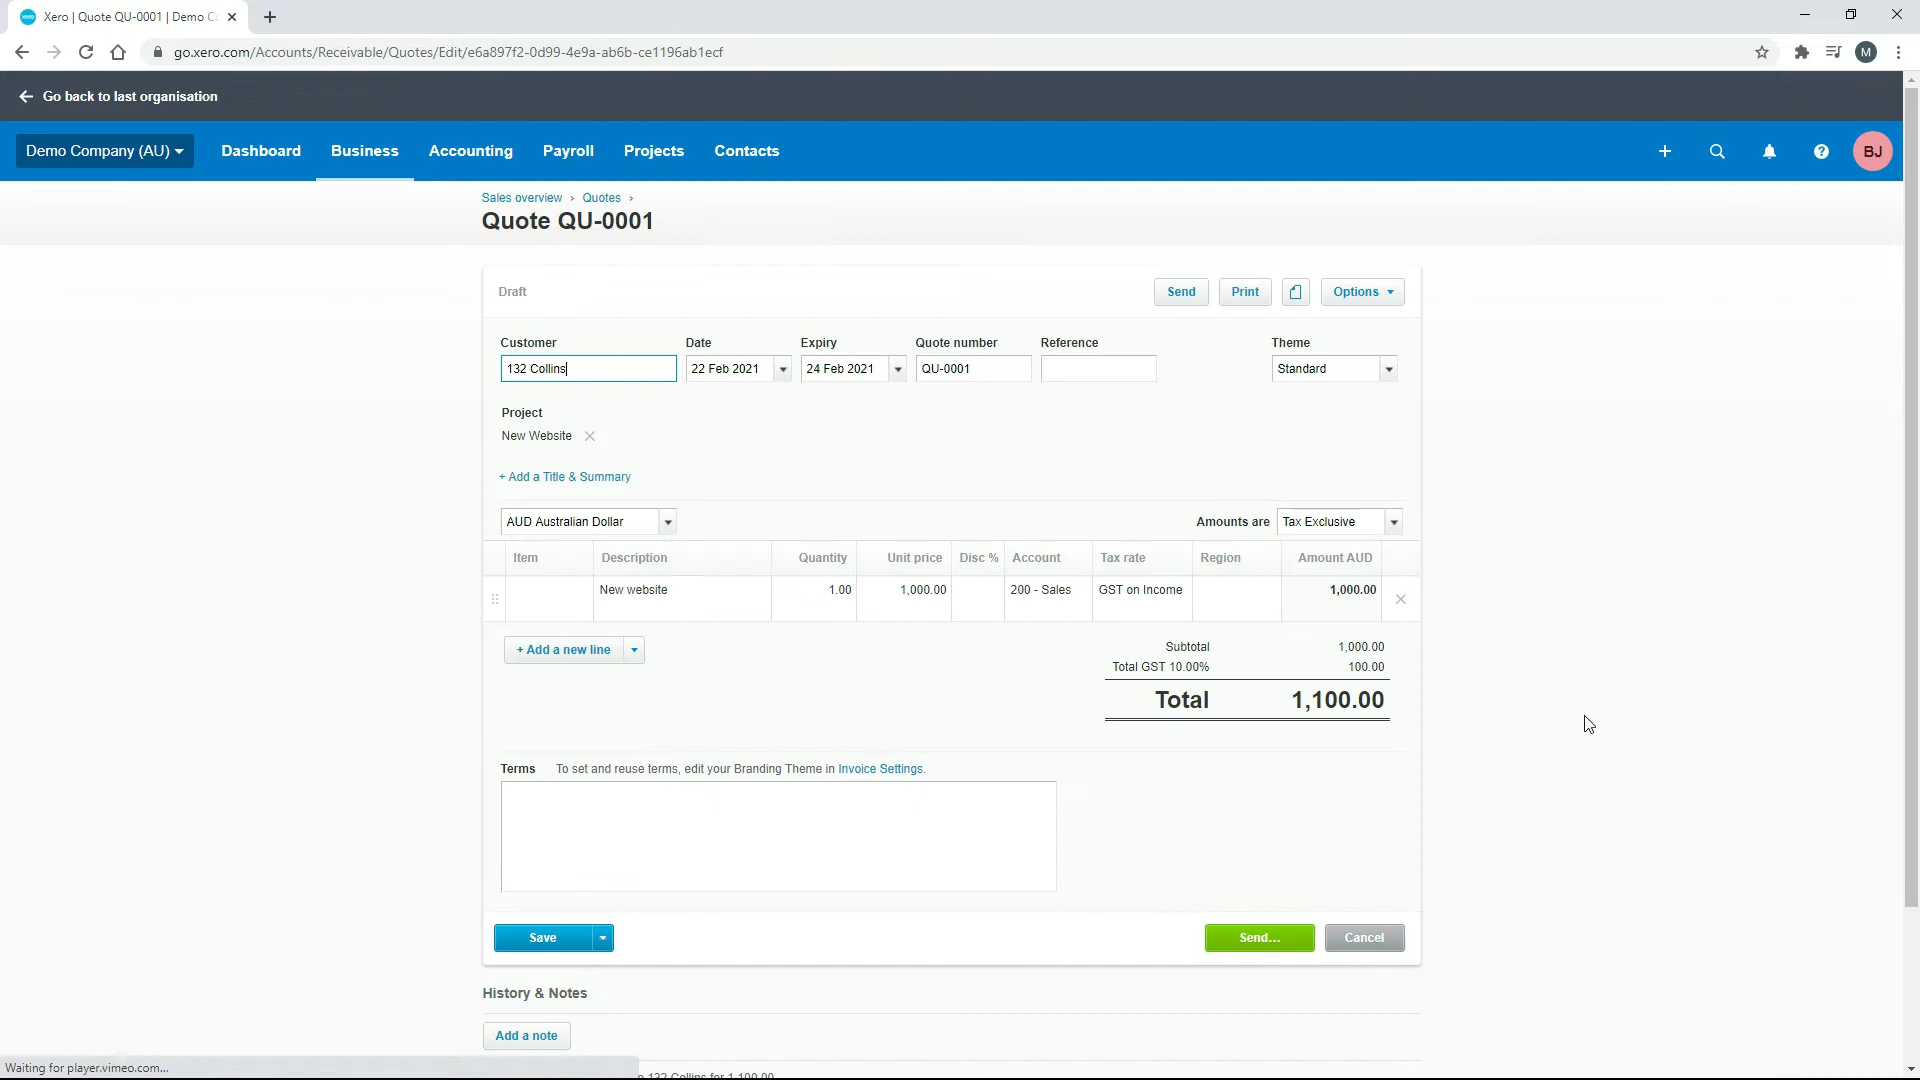 Xero | Quote QU-0001 | Demo C
go.xero.com/Accounts/Receivable/Quotes/Edit/e6a897f2-0d99-4e9a-ab6b-ce1196ab1ecf
M
Go back to last organisation
Demo Company (AU) Dashboard Business Accounting Payroll Projects Contacts
BJ
Sales overview › Quotes ›
Quote QU-0001
Draft Send Print Options
Customer Date Expiry Quote number Reference Theme
132 Collins 22 Feb 2021 24 Feb 2021 QU-0001 Standard
Project
New Website
+ Add a Title & Summary
AUD Australian Dollar Amounts are Tax Exclusive
Item Description Quantity Unit price Disc % Account Tax rate Region Amount AUD
New website 1.00 1,000.00 200 - Sales GST on Income 1,000.00
+ Add a new line
Subtotal 1,000.00
Total GST 10.00% 100.00
Total 1,100.00
Terms To set and reuse terms, edit your Branding Theme in Invoice Settings.
Save Send... Cancel
History & Notes
Add a note
Waiting for player.vimeo.com...
132 Collins for 1,100.00